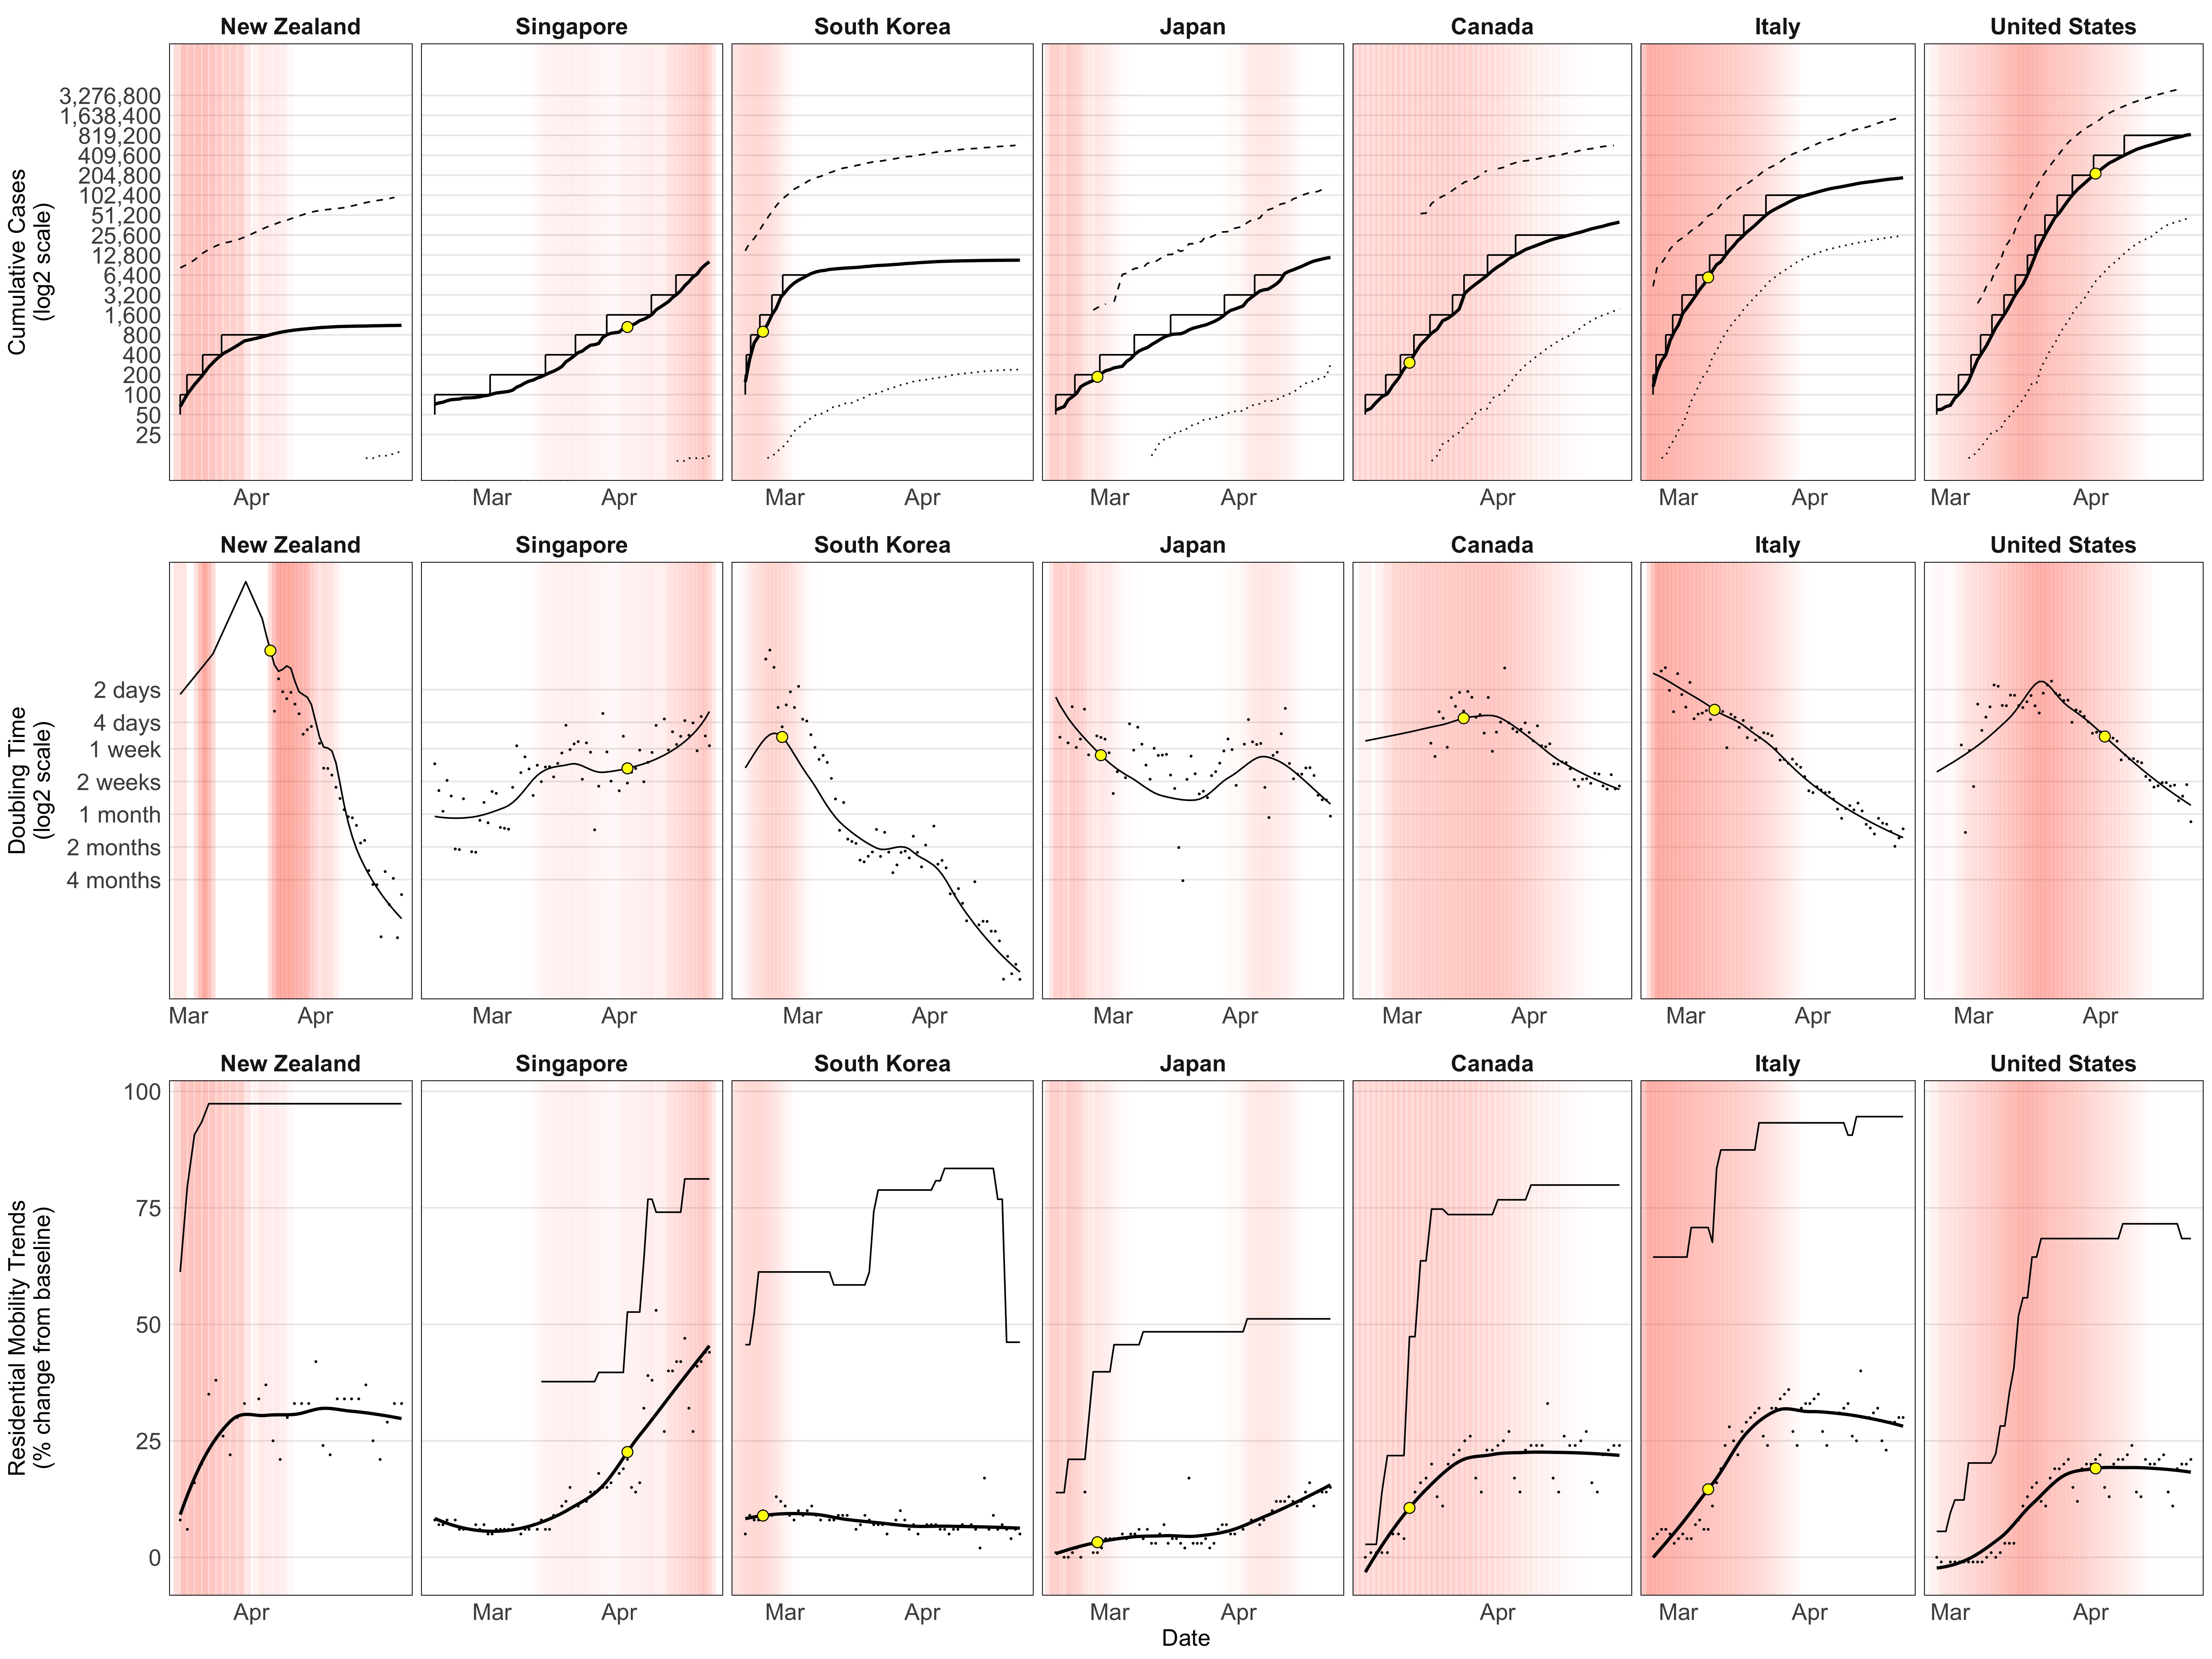 New Zealand Singapore South Korea Japan Canada Italy United States
Cumulative Cases
(log2 scale)
3,276,800
1,638,400
819,200
409,600
204,800
102,400
51,200
25,600
12,800
6,400
3,200
1,600
800
400
200
100
50
25
Apr Mar Apr Mar Apr Mar Apr Apr Mar Apr Mar Apr
New Zealand Singapore South Korea Japan Canada Italy United States
Doubling Time
(log2 scale)
2 days
4 days
1 week
2 weeks
1 month
2 months
4 months
Mar Apr Mar Apr Mar Apr Mar Apr Mar Apr Mar Apr Mar Apr
New Zealand Singapore South Korea Japan Canada Italy United States
Residential Mobility Trends
(% change from baseline)
100
75
50
25
0
Apr Mar Apr Mar Apr Mar Apr Apr Mar Apr Mar Apr
Date